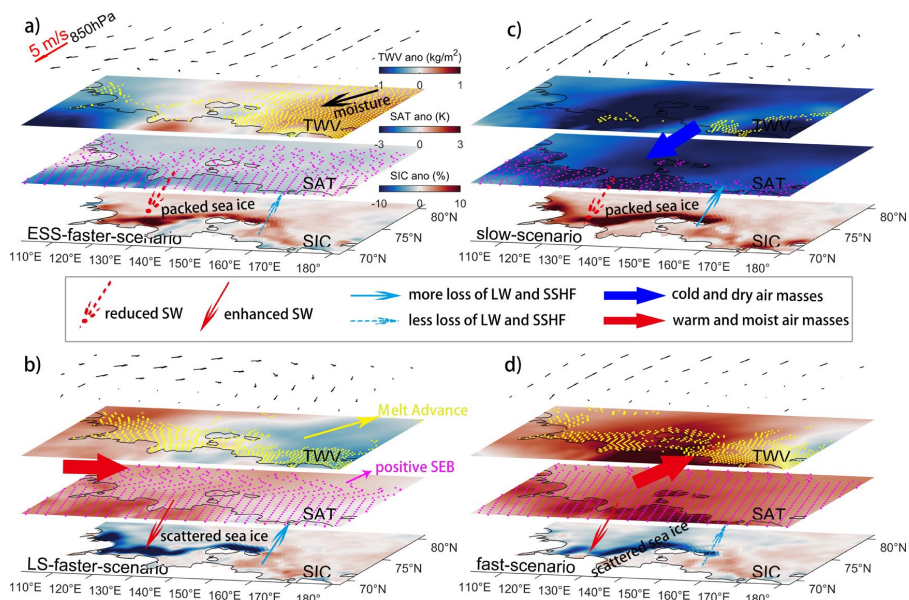 a)
5 m/s
850hPa
TWV ano (kg/m²)
-1 0 1
moisture
TWV
SAT ano (K)
-3 0 3
SAT
SIC ano (%)
-10 0 10
packed sea ice
ESS-faster-scenario
SIC
80°N
75°N
70°N
110°E 120°E 130°E 140°E 150°E 160°E 170°E 180°
c)
TWV
SAT
packed sea ice
slow-scenario
SIC
80°N
75°N
70°N
110°E 120°E 130°E 140°E 150°E 160°E 170°E 180°
reduced SW
enhanced SW
more loss of LW and SSHF
less loss of LW and SSHF
cold and dry air masses
warm and moist air masses
b)
Melt Advance
TWV
positive SEB
SAT
scattered sea ice
LS-faster-scenario
SIC
80°N
75°N
70°N
110°E 120°E 130°E 140°E 150°E 160°E 170°E 180°
d)
TWV
SAT
scattered sea ice
fast-scenario
SIC
80°N
75°N
70°N
110°E 120°E 130°E 140°E 150°E 160°E 170°E 180°